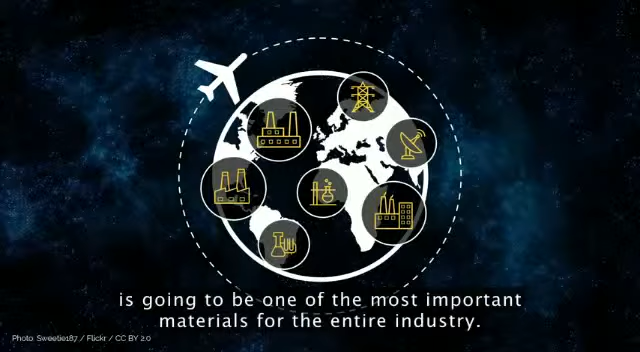 is going to be one of the most important
materials for the entire industry.
Photo: Sweetie187 / Flickr / CC BY 2.0